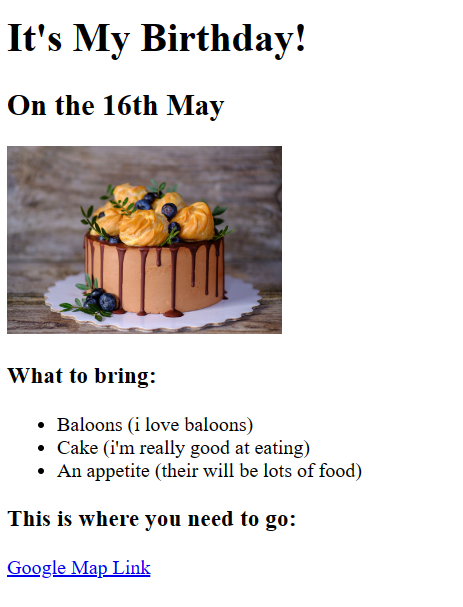 It's My Birthday!
On the 16th May
What to bring:
Baloons (i love baloons)
Cake (i'm really good at eating)
An appetite (their will be lots of food)
This is where you need to go:
Google Map Link